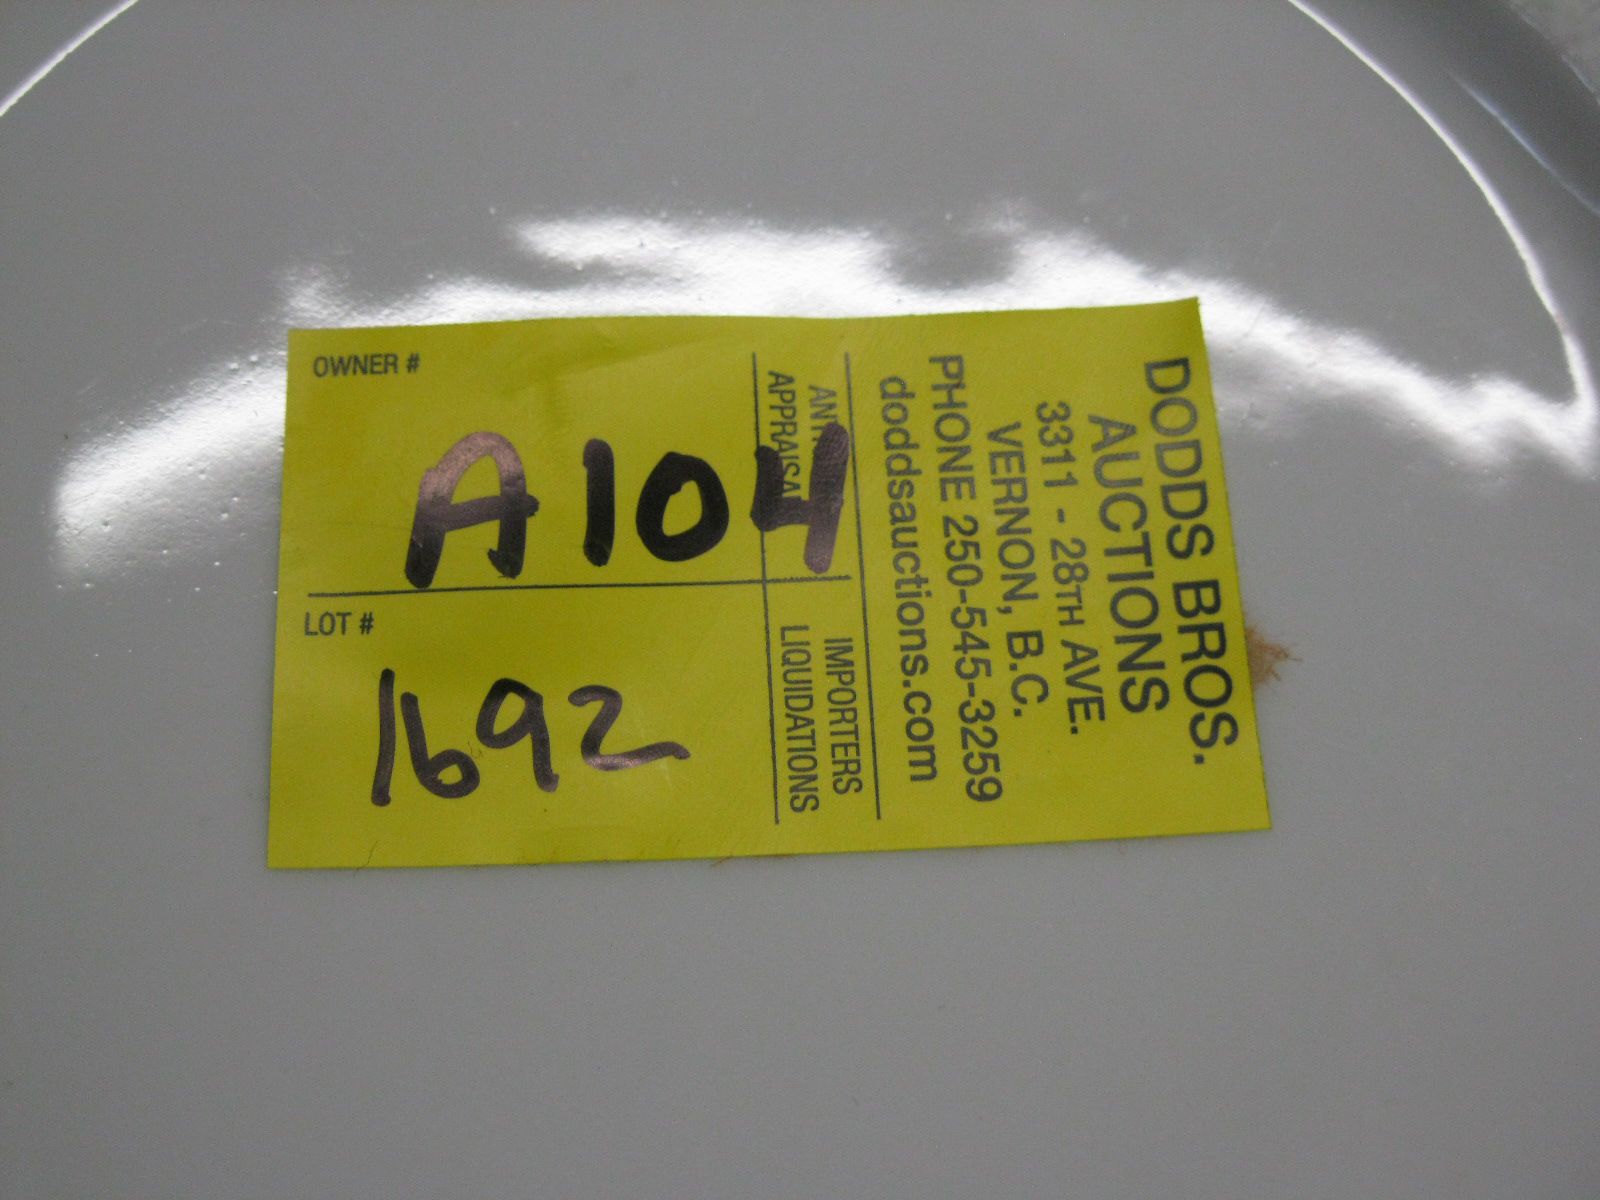 OWNER #
A104
LOT #
1692
DODDS BROS.
AUCTIONS
3311 - 28TH AVE.
VERNON, B.C.
PHONE 250-545-3259
doddsauctions.com
IMPORTERS
LIQUIDATIONS